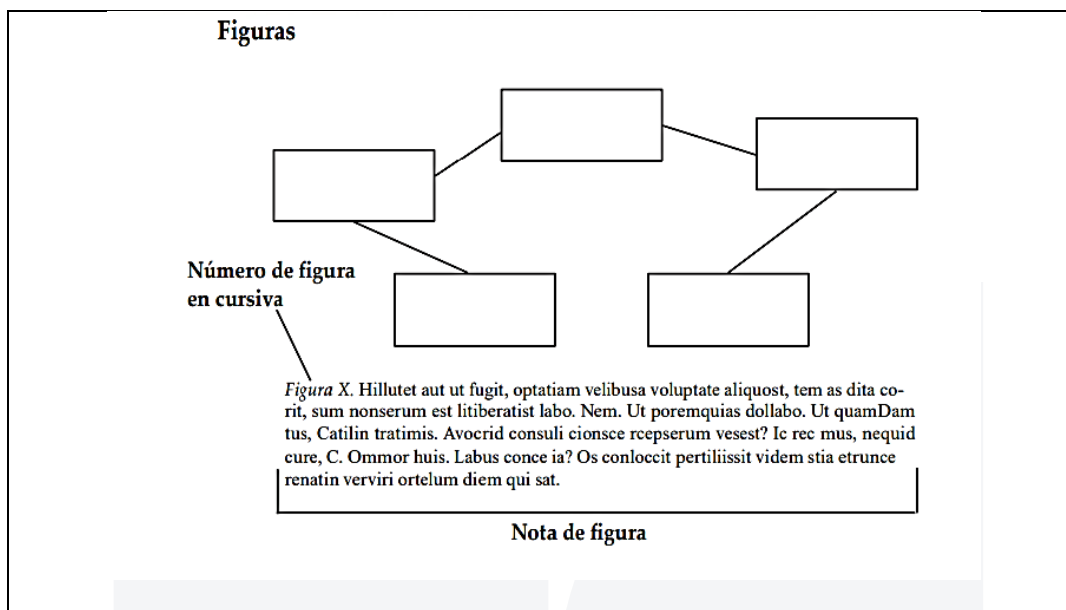 Figuras
Número de figura
en cursiva
Figura X. Hillutet aut ut fugit, optatiam velibusa voluptate aliquost, tem as dita co-
rit, sum nonserum est litiberatist labo. Nem. Ut poremquias dollabo. Ut quamDam
tus, Catilin tratimis. Avocrid consuli cionsce rcepserum vesest? Ic rec mus, nequid
cure, C. Ommor huis. Labus conce ia? Os conloccit pertiliissit videm stia etrunce
renatin verviri ortelum diem qui sat.
Nota de figura